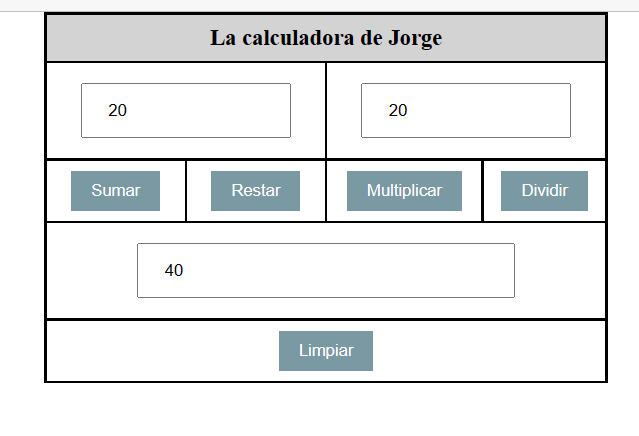 La calculadora de Jorge
20 20
Sumar Restar Multiplicar Dividir
40
Limpiar